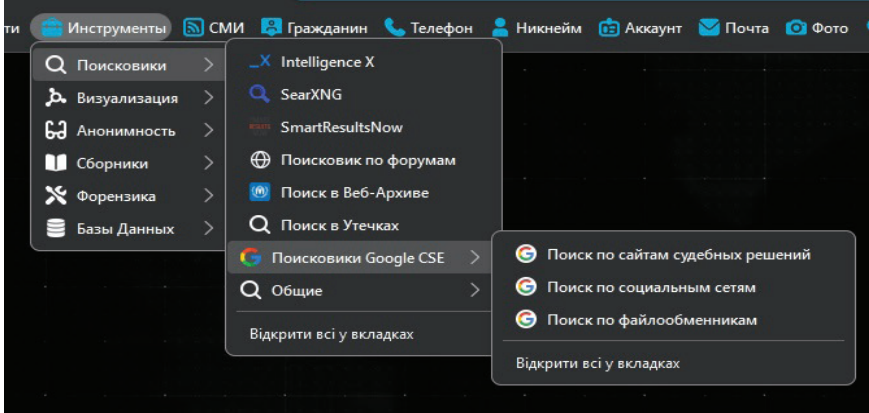 ти Инструменты СМИ Гражданин Телефон Никнейм Аккаунт Почта Фото
Поисковики
Визуализация
Анонимность
Сборники
Форензика
Базы Данных
_X Intelligence X
SearXNG
SmartResultsNow
Поисковик по форумам
Поиск в Веб-Архиве
Поиск в Утечках
Поисковики Google CSE
Общие
Відкрити всі у вкладках
Поиск по сайтам судебных решений
Поиск по социальным сетям
Поиск по файлообменникам
Відкрити всі у вкладках